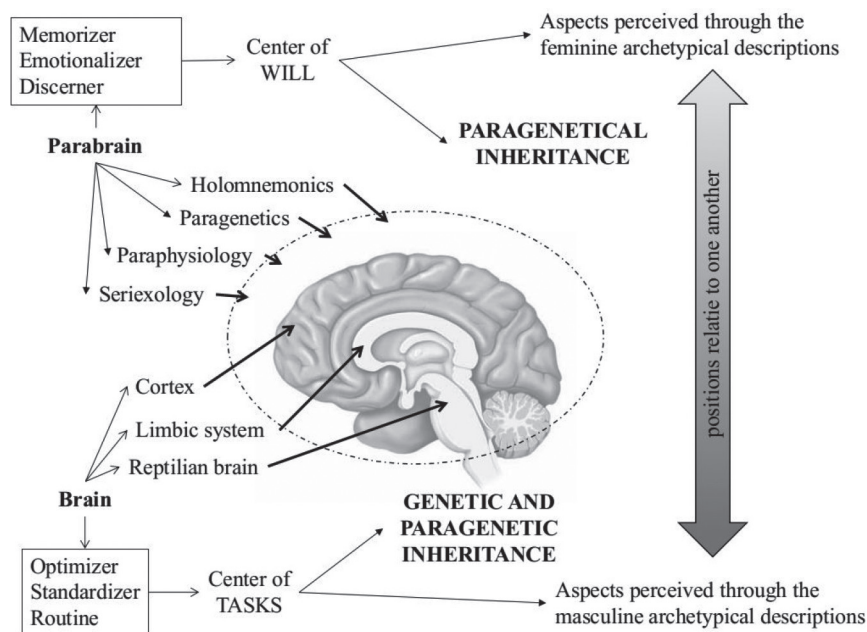 Memorizer
Emotionalizer
Discerner
Center of
WILL
Aspects perceived through the
feminine archetypical descriptions
Parabrain
PARAGENETICAL
INHERITANCE
Holomnemonics
Paragenetics
Paraphysiology
Seriexology
positions relatie to one another
Cortex
Limbic system
Reptilian brain
Brain
GENETIC AND
PARAGENETIC
INHERITANCE
Optimizer
Standardizer
Routine
Center of
TASKS
Aspects perceived through the
masculine archetypical descriptions